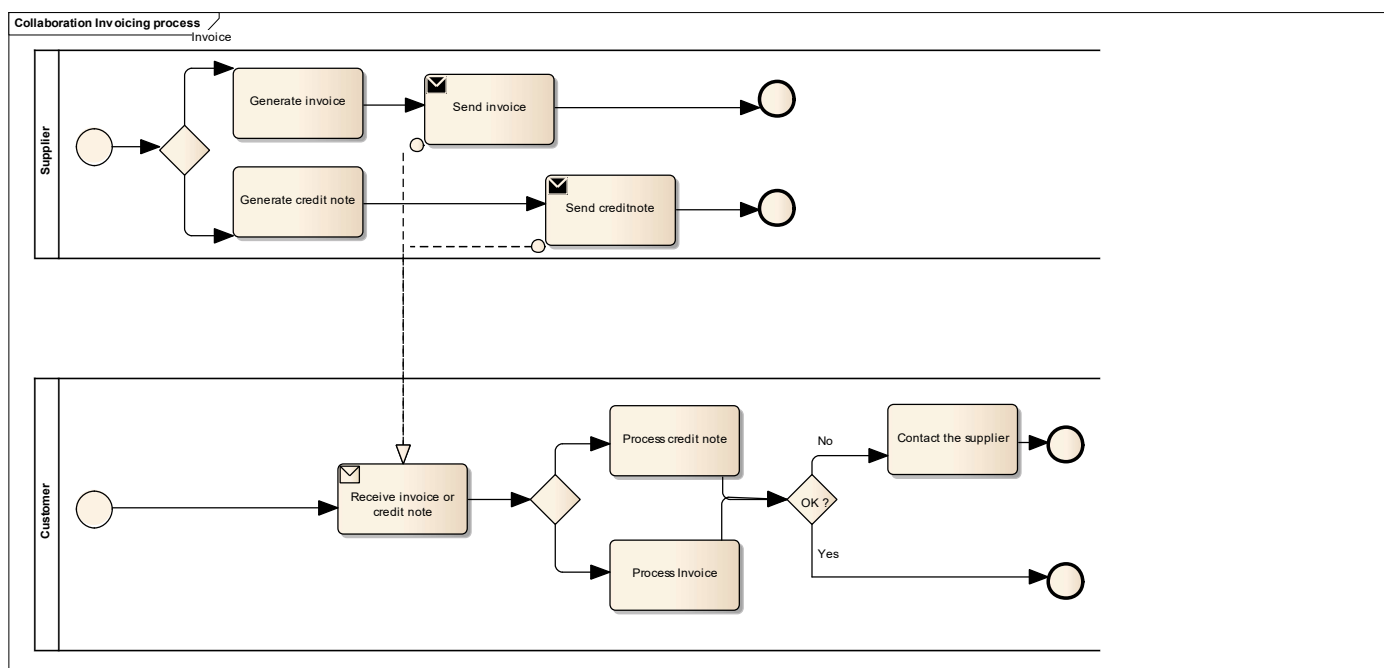 Collaboration Invoicing process
Invoice
Supplier
Generate invoice
Send invoice
Generate credit note
Send creditnote
Customer
Receive invoice or
credit note
Process credit note
Process Invoice
OK ?
No
Yes
Contact the supplier